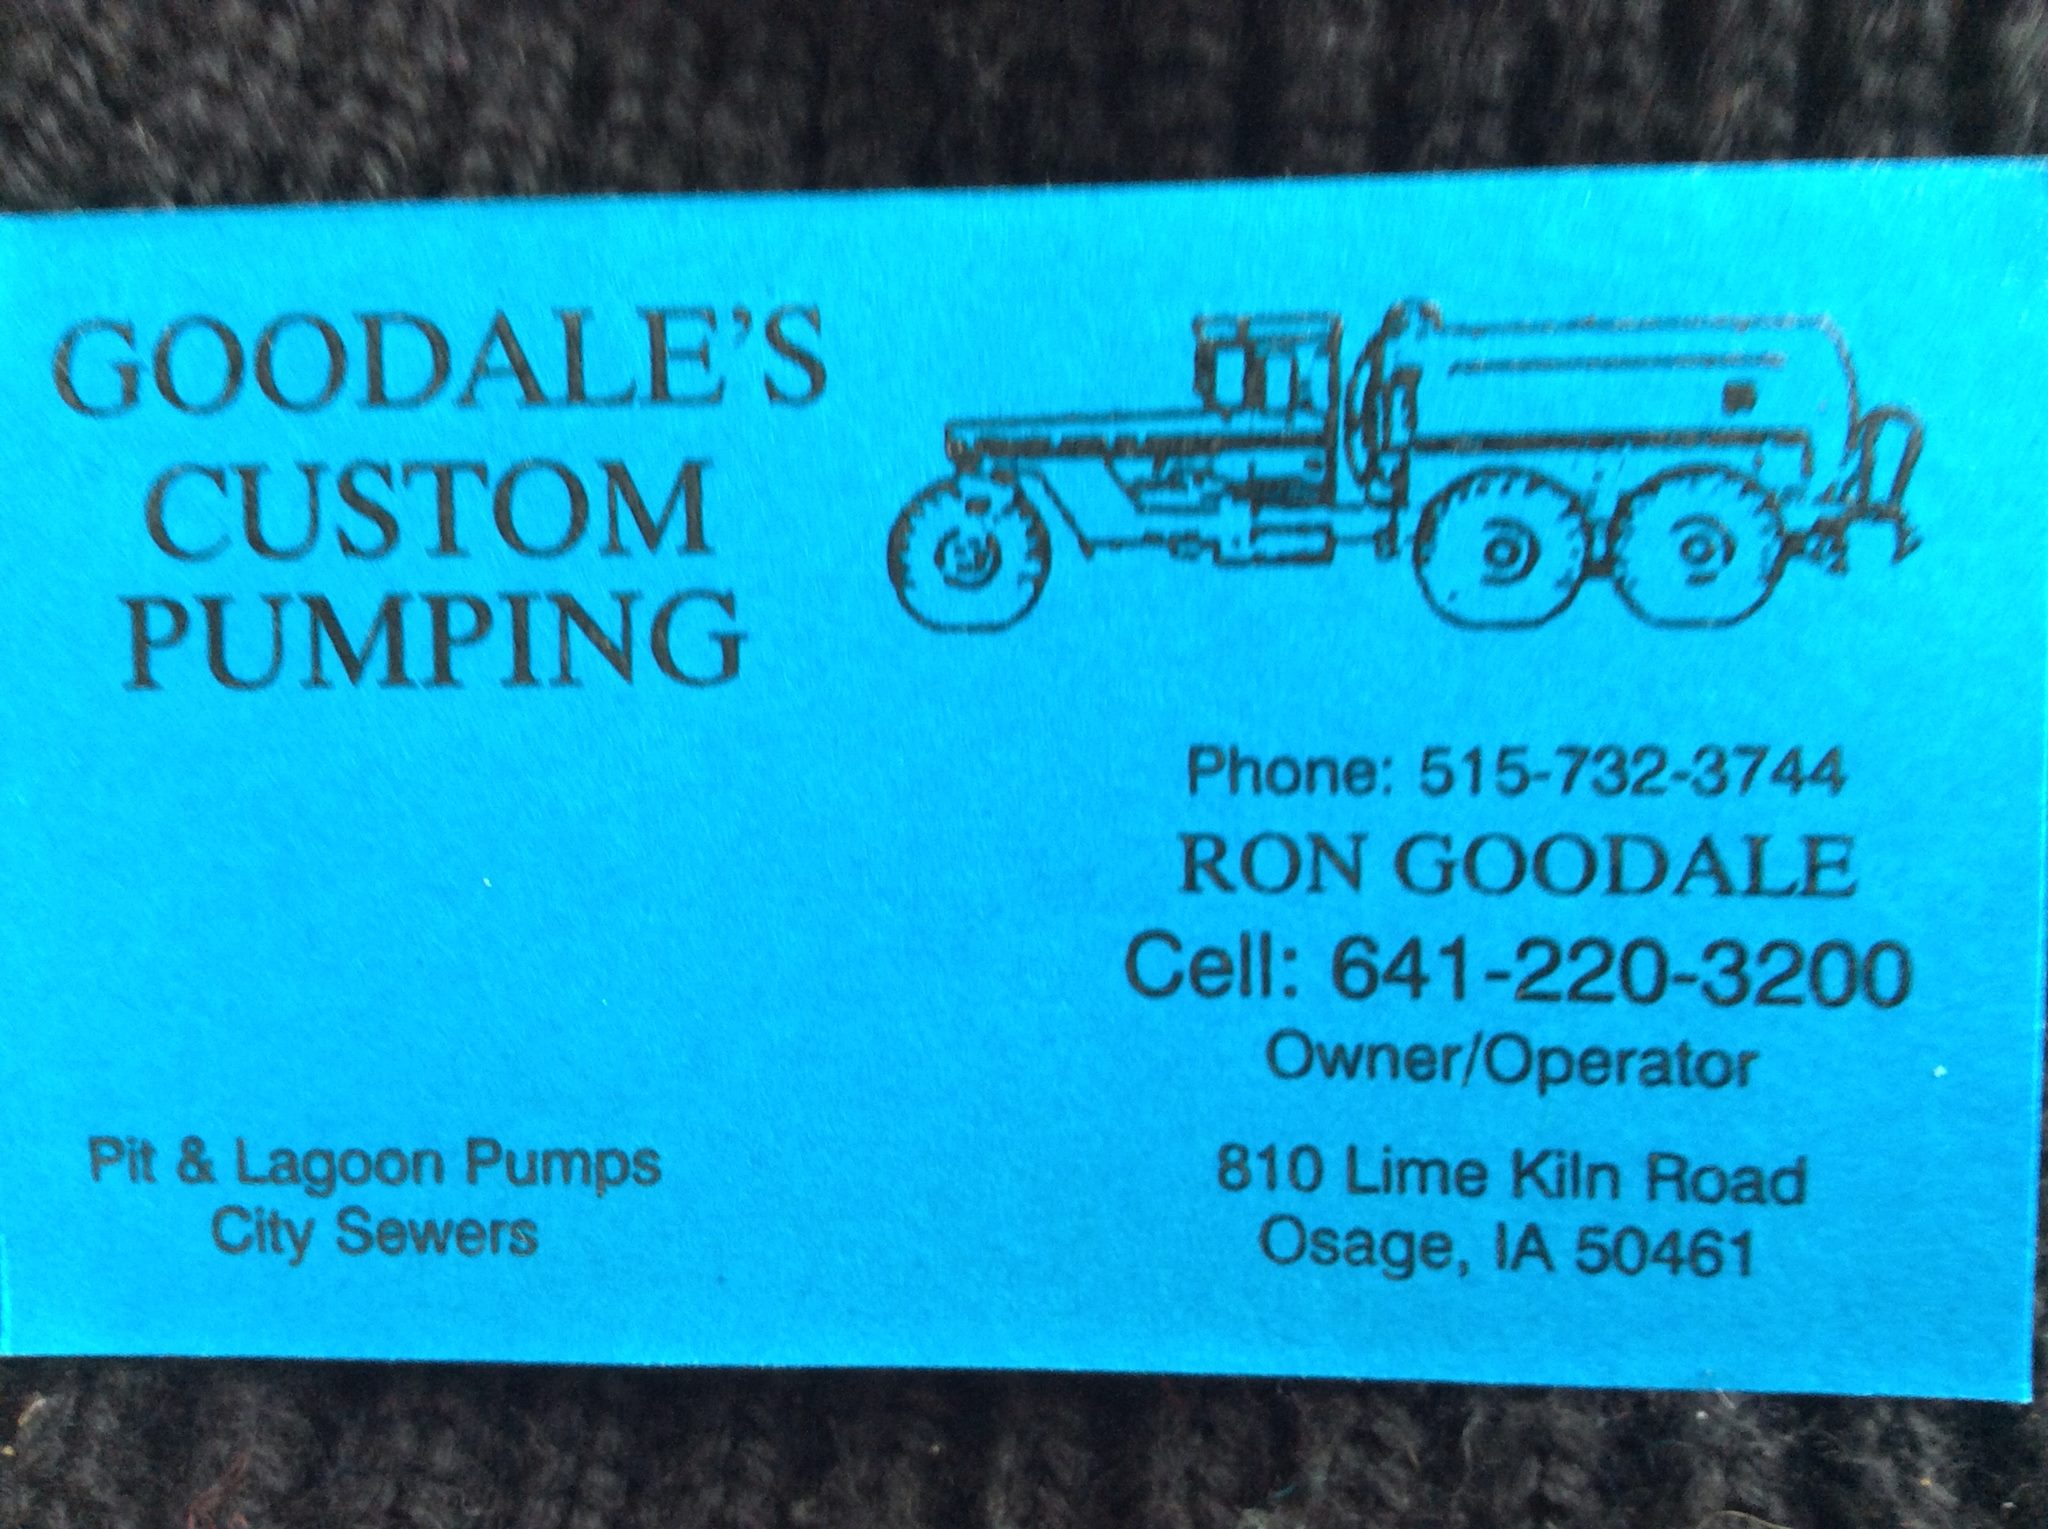 GOODALE'S
CUSTOM
PUMPING
Phone: 515-732-3744
RON GOODALE
Cell: 641-220-3200
Owner/Operator
Pit & Lagoon Pumps
City Sewers
810 Lime Kiln Road
Osage, IA 50461